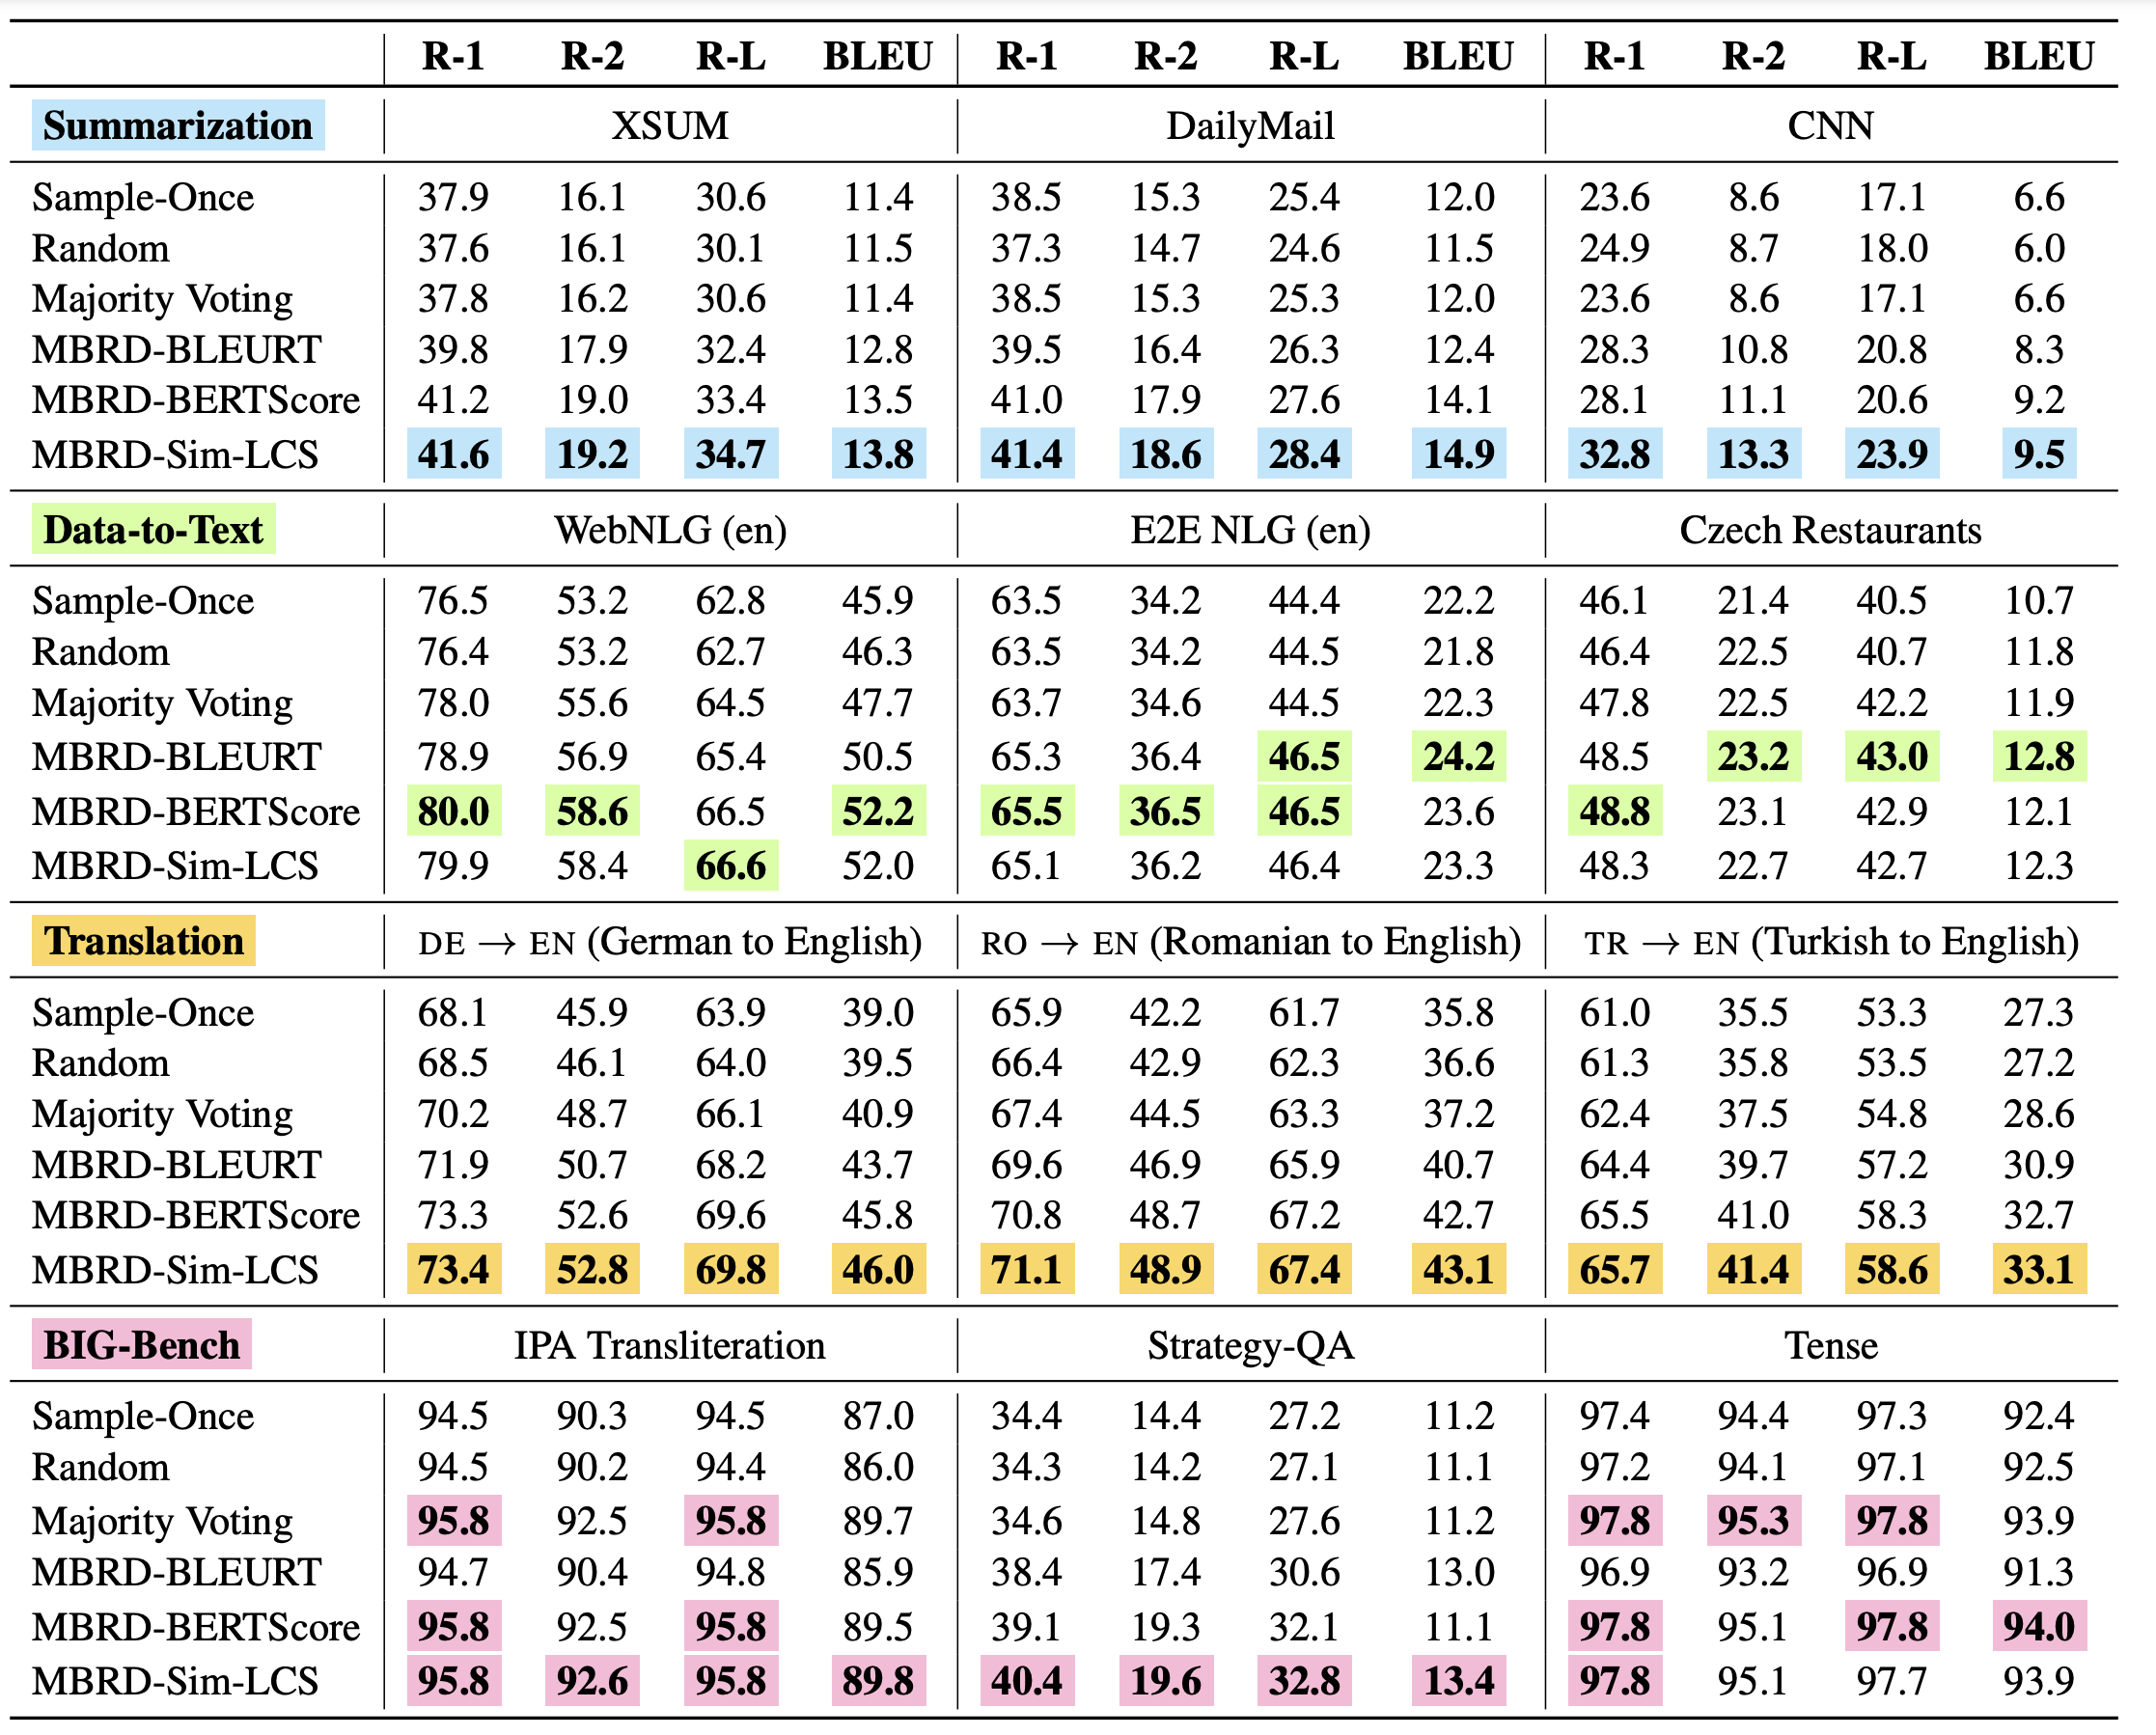 R-1 R-2 R-L BLEU R-1 R-2 R-L BLEU R-1 R-2 R-L BLEU
Summarization XSUM DailyMail CNN
Sample-Once 37.9 16.1 30.6 11.4 38.5 15.3 25.4 12.0 23.6 8.6 17.1 6.6
Random 37.6 16.1 30.1 11.5 37.3 14.7 24.6 11.5 24.9 8.7 18.0 6.0
Majority Voting 37.8 16.2 30.6 11.4 38.5 15.3 25.3 12.0 23.6 8.6 17.1 6.6
MBRD-BLEURT 39.8 17.9 32.4 12.8 39.5 16.4 26.3 12.4 28.3 10.8 20.8 8.3
MBRD-BERTScore 41.2 19.0 33.4 13.5 41.0 17.9 27.6 14.1 28.1 11.1 20.6 9.2
MBRD-Sim-LCS 41.6 19.2 34.7 13.8 41.4 18.6 28.4 14.9 32.8 13.3 23.9 9.5
Data-to-Text WebNLG (en) E2E NLG (en) Czech Restaurants
Sample-Once 76.5 53.2 62.8 45.9 63.5 34.2 44.4 22.2 46.1 21.4 40.5 10.7
Random 76.4 53.2 62.7 46.3 63.5 34.2 44.5 21.8 46.4 22.5 40.7 11.8
Majority Voting 78.0 55.6 64.5 47.7 63.7 34.6 44.5 22.3 47.8 22.5 42.2 11.9
MBRD-BLEURT 78.9 56.9 65.4 50.5 65.3 36.4 46.5 24.2 48.5 23.2 43.0 12.8
MBRD-BERTScore 80.0 58.6 66.5 52.2 65.5 36.5 46.5 23.6 48.8 23.1 42.9 12.1
MBRD-Sim-LCS 79.9 58.4 66.6 52.0 65.1 36.2 46.4 23.3 48.3 22.7 42.7 12.3
Translation DE → EN (German to English) RO → EN (Romanian to English) TR → EN (Turkish to English)
Sample-Once 68.1 45.9 63.9 39.0 65.9 42.2 61.7 35.8 61.0 35.5 53.3 27.3
Random 68.5 46.1 64.0 39.5 66.4 42.9 62.3 36.6 61.3 35.8 53.5 27.2
Majority Voting 70.2 48.7 66.1 40.9 67.4 44.5 63.3 37.2 62.4 37.5 54.8 28.6
MBRD-BLEURT 71.9 50.7 68.2 43.7 69.6 46.9 65.9 40.7 64.4 39.7 57.2 30.9
MBRD-BERTScore 73.3 52.6 69.6 45.8 70.8 48.7 67.2 42.7 65.5 41.0 58.3 32.7
MBRD-Sim-LCS 73.4 52.8 69.8 46.0 71.1 48.9 67.4 43.1 65.7 41.4 58.6 33.1
BIG-Bench IPA Transliteration Strategy-QA Tense
Sample-Once 94.5 90.3 94.5 87.0 34.4 14.4 27.2 11.2 97.4 94.4 97.3 92.4
Random 94.5 90.2 94.4 86.0 34.3 14.2 27.1 11.1 97.2 94.1 97.1 92.5
Majority Voting 95.8 92.5 95.8 89.7 34.6 14.8 27.6 11.2 97.8 95.3 97.8 93.9
MBRD-BLEURT 94.7 90.4 94.8 85.9 38.4 17.4 30.6 13.0 96.9 93.2 96.9 91.3
MBRD-BERTScore 95.8 92.5 95.8 89.5 39.1 19.3 32.1 11.1 97.8 95.1 97.8 94.0
MBRD-Sim-LCS 95.8 92.6 95.8 89.8 40.4 19.6 32.8 13.4 97.8 95.1 97.7 93.9